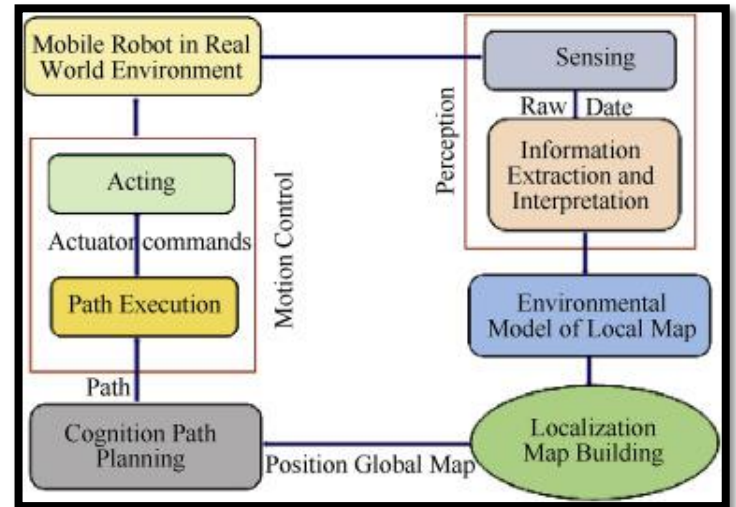 Mobile Robot in Real
World Environment
Sensing
Raw Date
Information
Extraction and
Interpretation
Perception
Acting
Actuator commands
Path Execution
Motion Control
Environmental
Model of Local Map
Path
Cognition Path
Planning
Position Global Map
Localization
Map Building